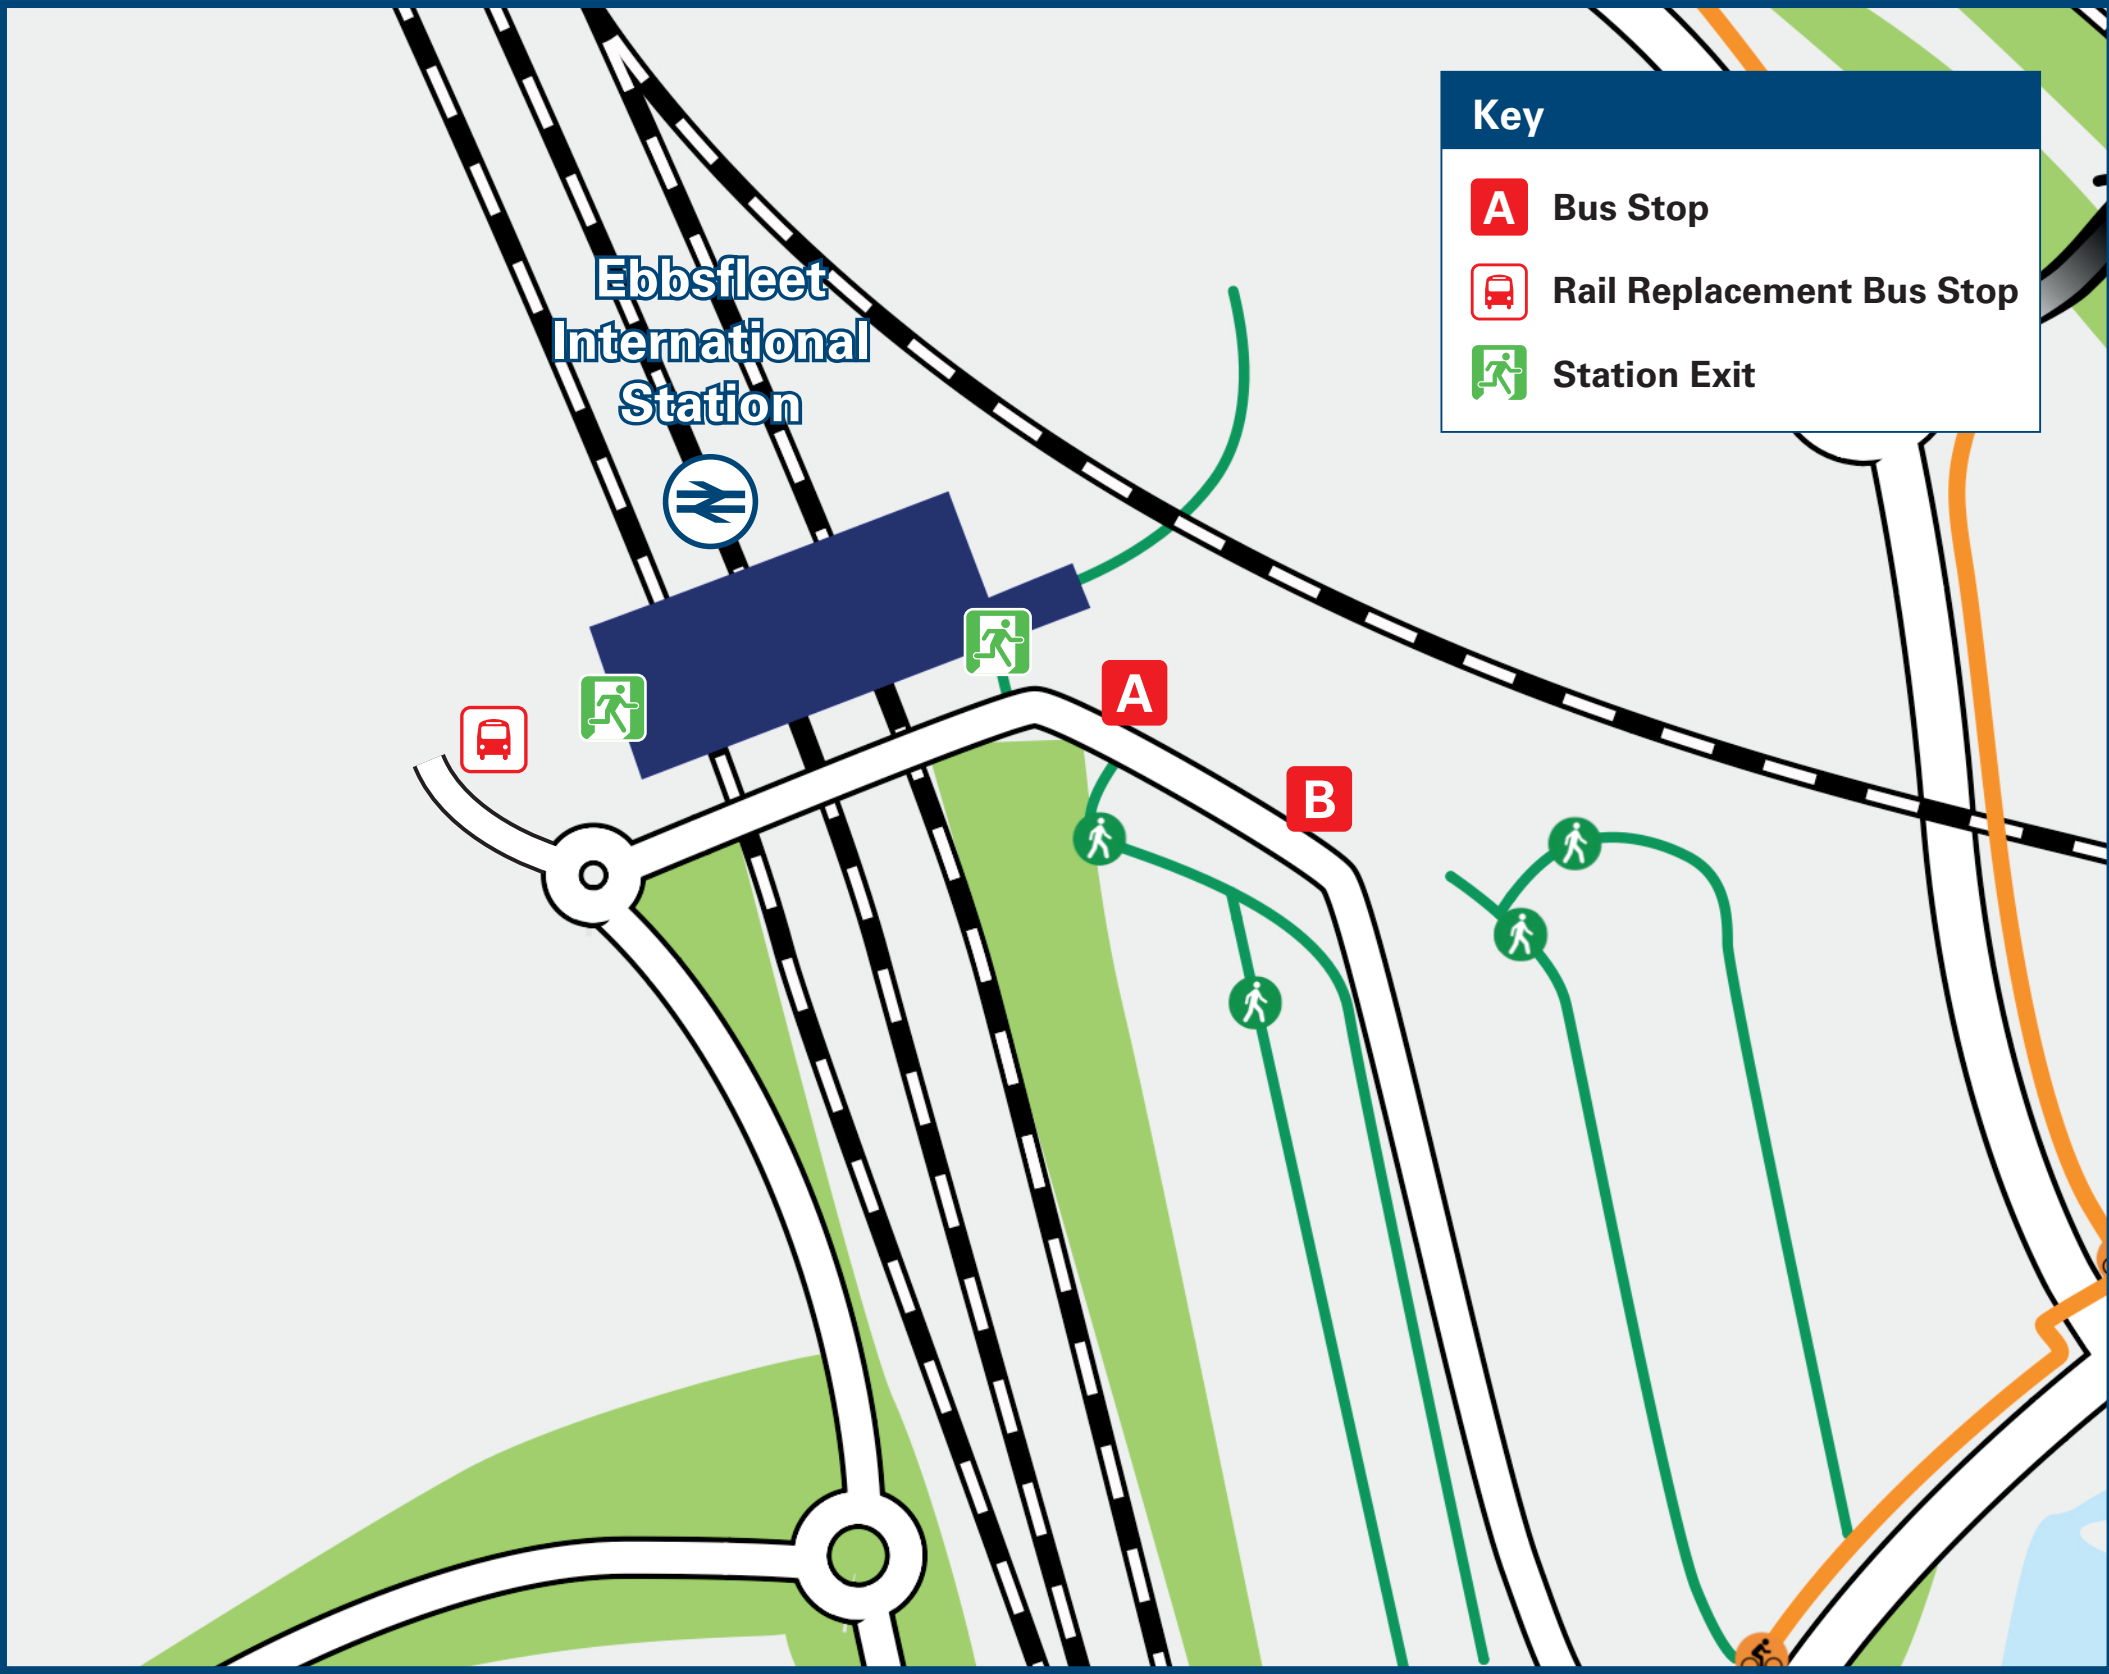 Key
A Bus Stop
Rail Replacement Bus Stop
Station Exit
Ebbsfleet
International
Station
A
B